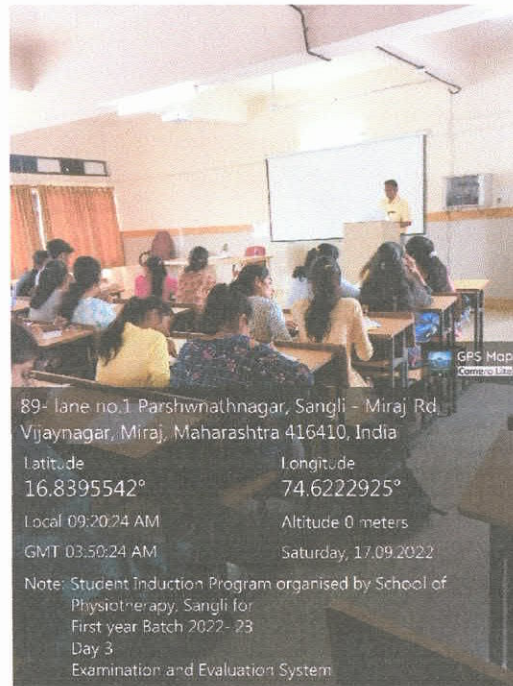 GPS Map
Camera Lite
89- lane no.1 Parshwnathnagar, Sangli - Miraj Rd,
Vijaynagar, Miraj, Maharashtra 416410, India
Latitude
16.8395542°
Longitude
74.6222925°
Local 09:20:24 AM
Altitude 0 meters
GMT 03:50:24 AM
Saturday, 17.09.2022
Note: Student Induction Program organised by School of
Physiotherapy, Sangli for
First year Batch 2022- 23
Day 3
Examination and Evaluation System